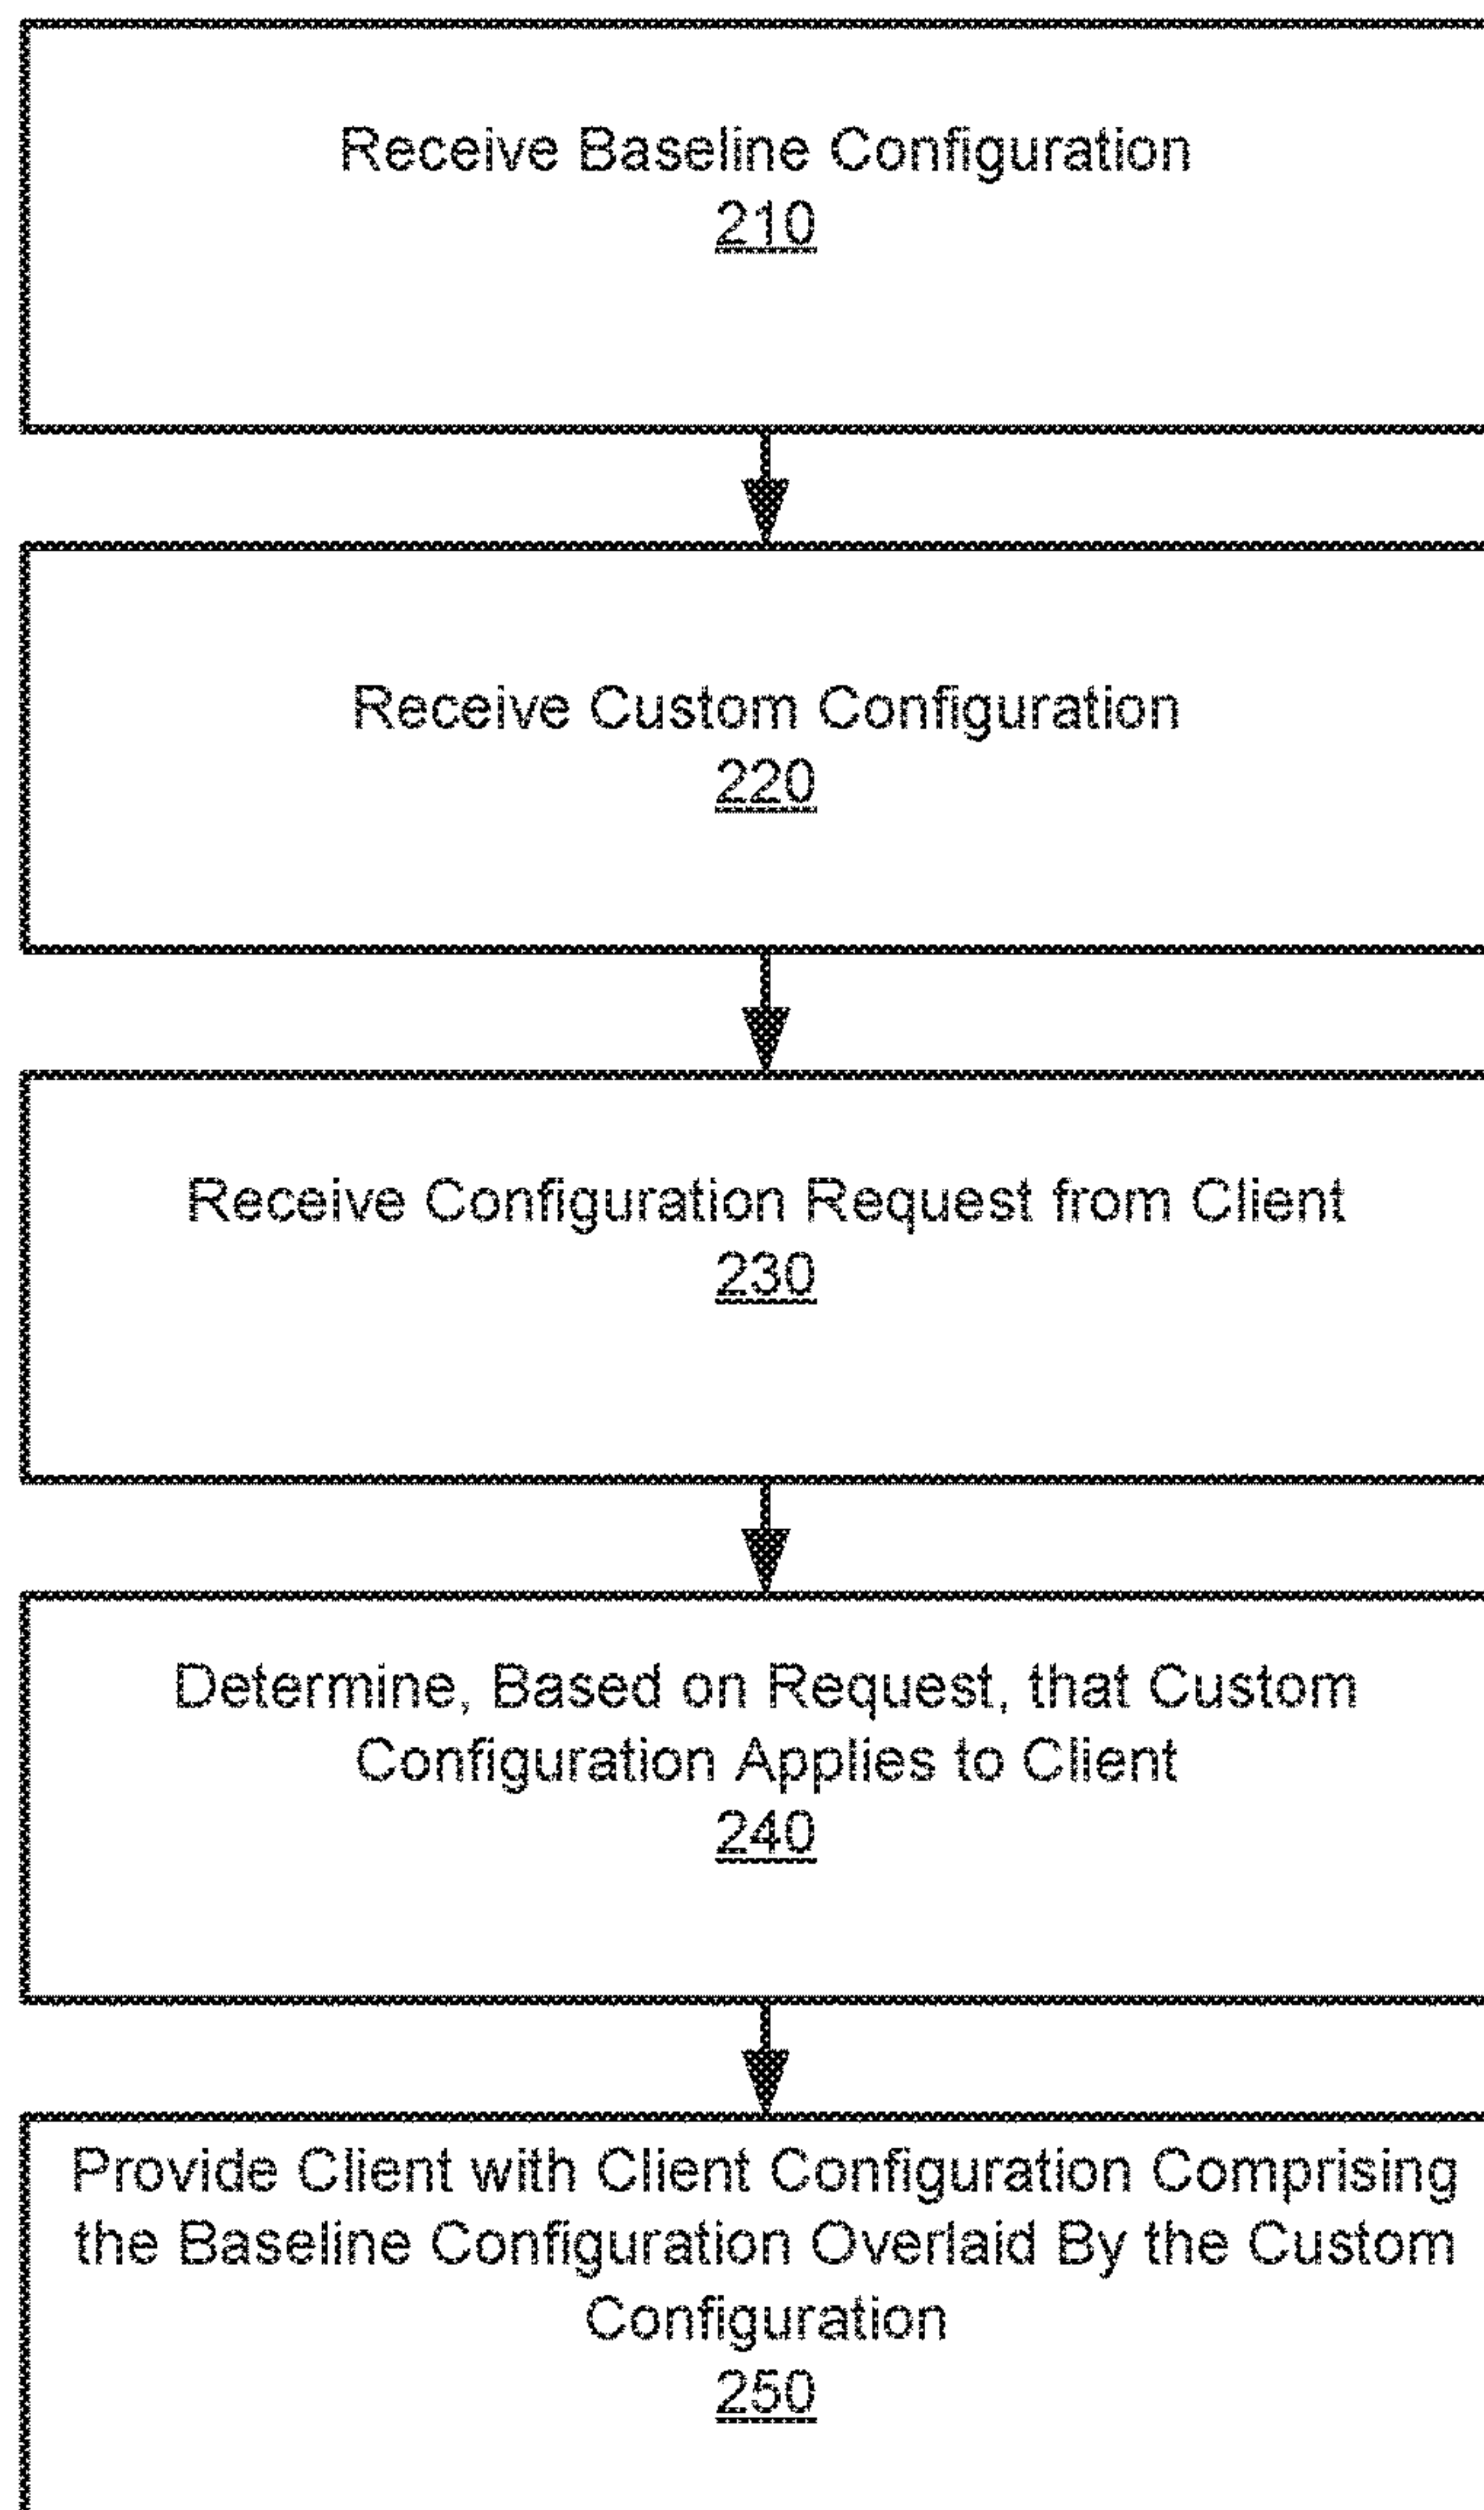 Receive Baseline Configuration
210
Receive Custom Configuration
220
Receive Configuration Request from Client
230
Determine, Based on Request, that Custom
Configuration Applies to Client
240
Provide Client with Client Configuration Comprising
the Baseline Configuration Overlaid By the Custom
Configuration
250